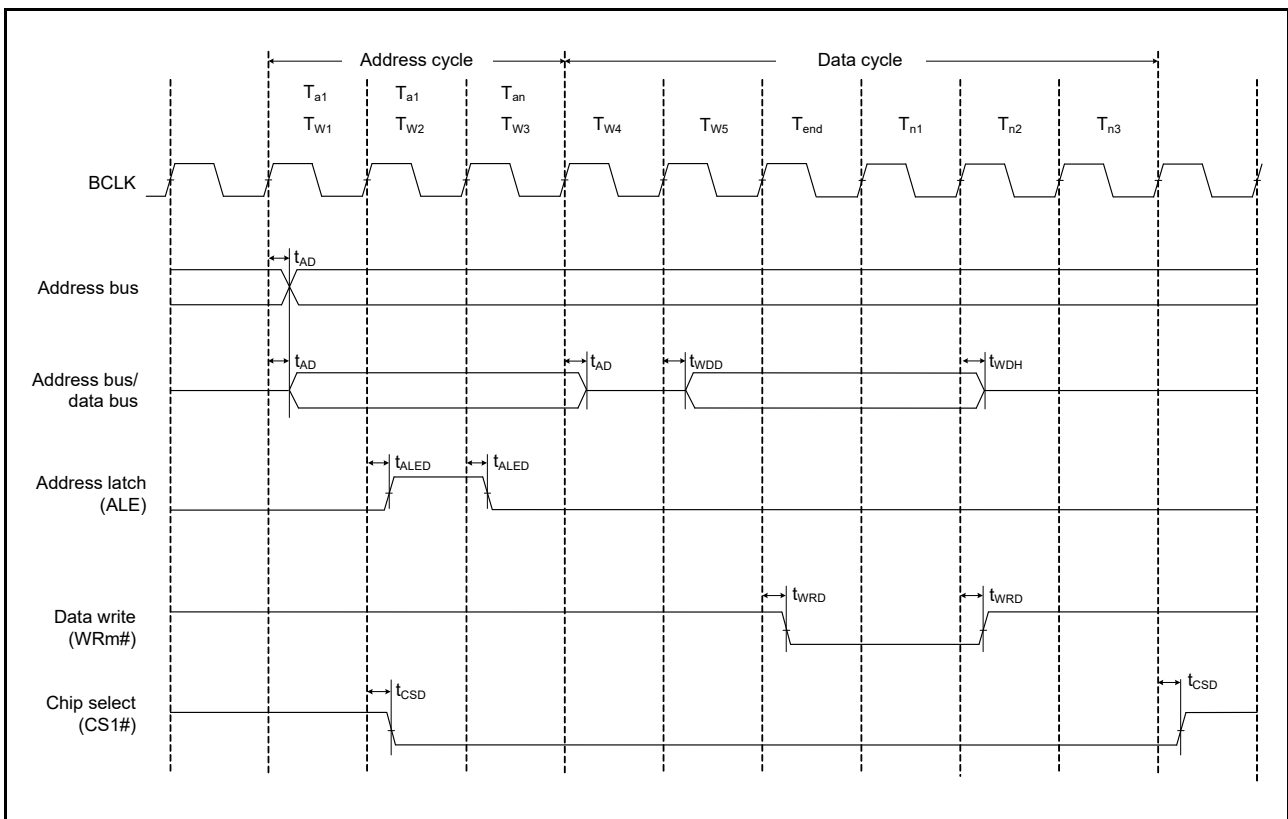 Address cycle Data cycle
Ta1 Ta1 Tan
TW1 TW2 TW3 TW4 TW5 Tend Tn1 Tn2 Tn3
BCLK
tAD
Address bus
tAD tAD tWDD tWDH
Address bus/
data bus
tALED tALED
Address latch
(ALE)
tWRD tWRD
Data write
(WRm#)
tCSD tCSD
Chip select
(CS1#)